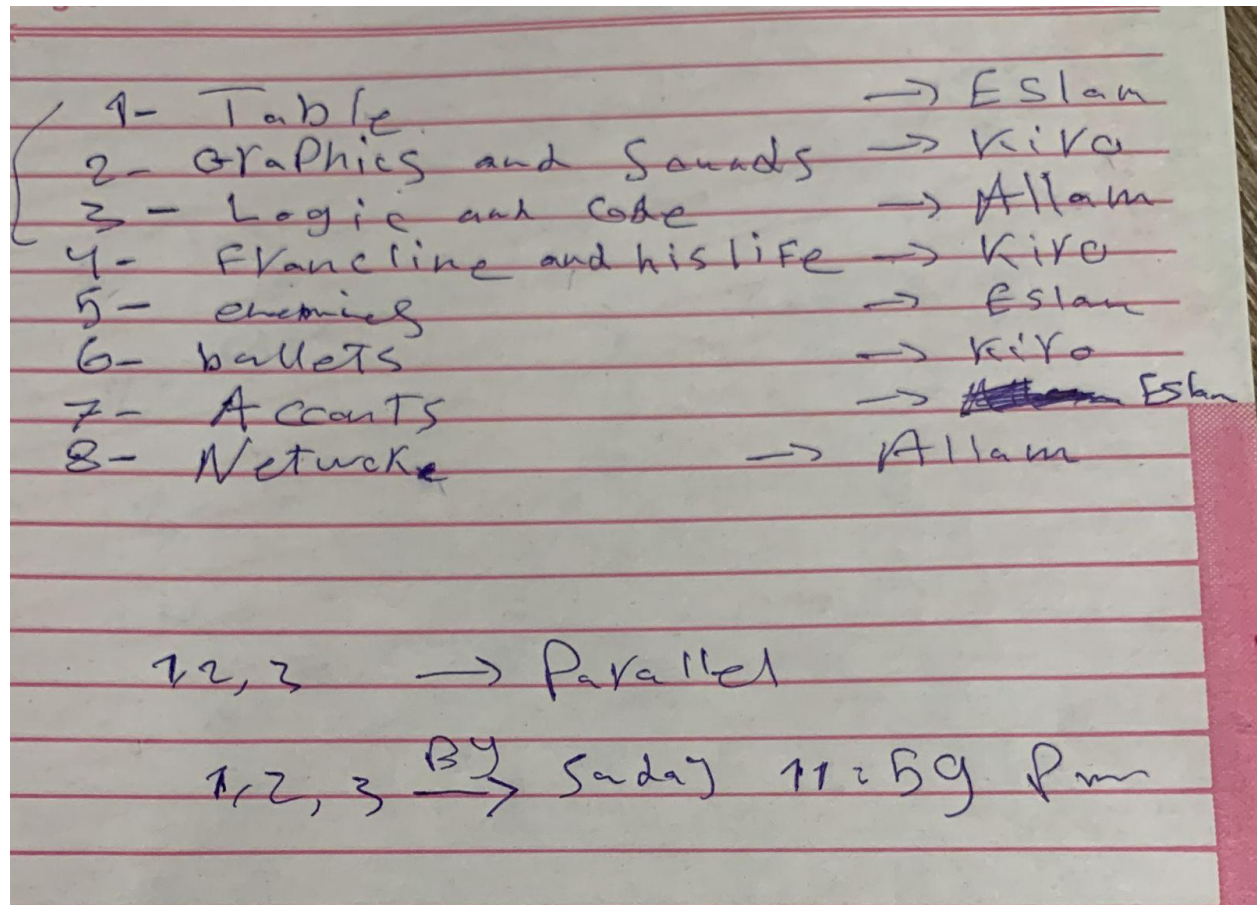 1- Table → Eslam
2- Graphics and Sounds → Kiro
3- Logic and Code → Allam
4- Francline and his life → Kiro
5- enemies → Eslam
6- bullets → Kiro
7- Accounts → Eslam
8- Network → Allam
1 2, 3 → Parallel
1, 2, 3 By → Sunday 11:59 Pm